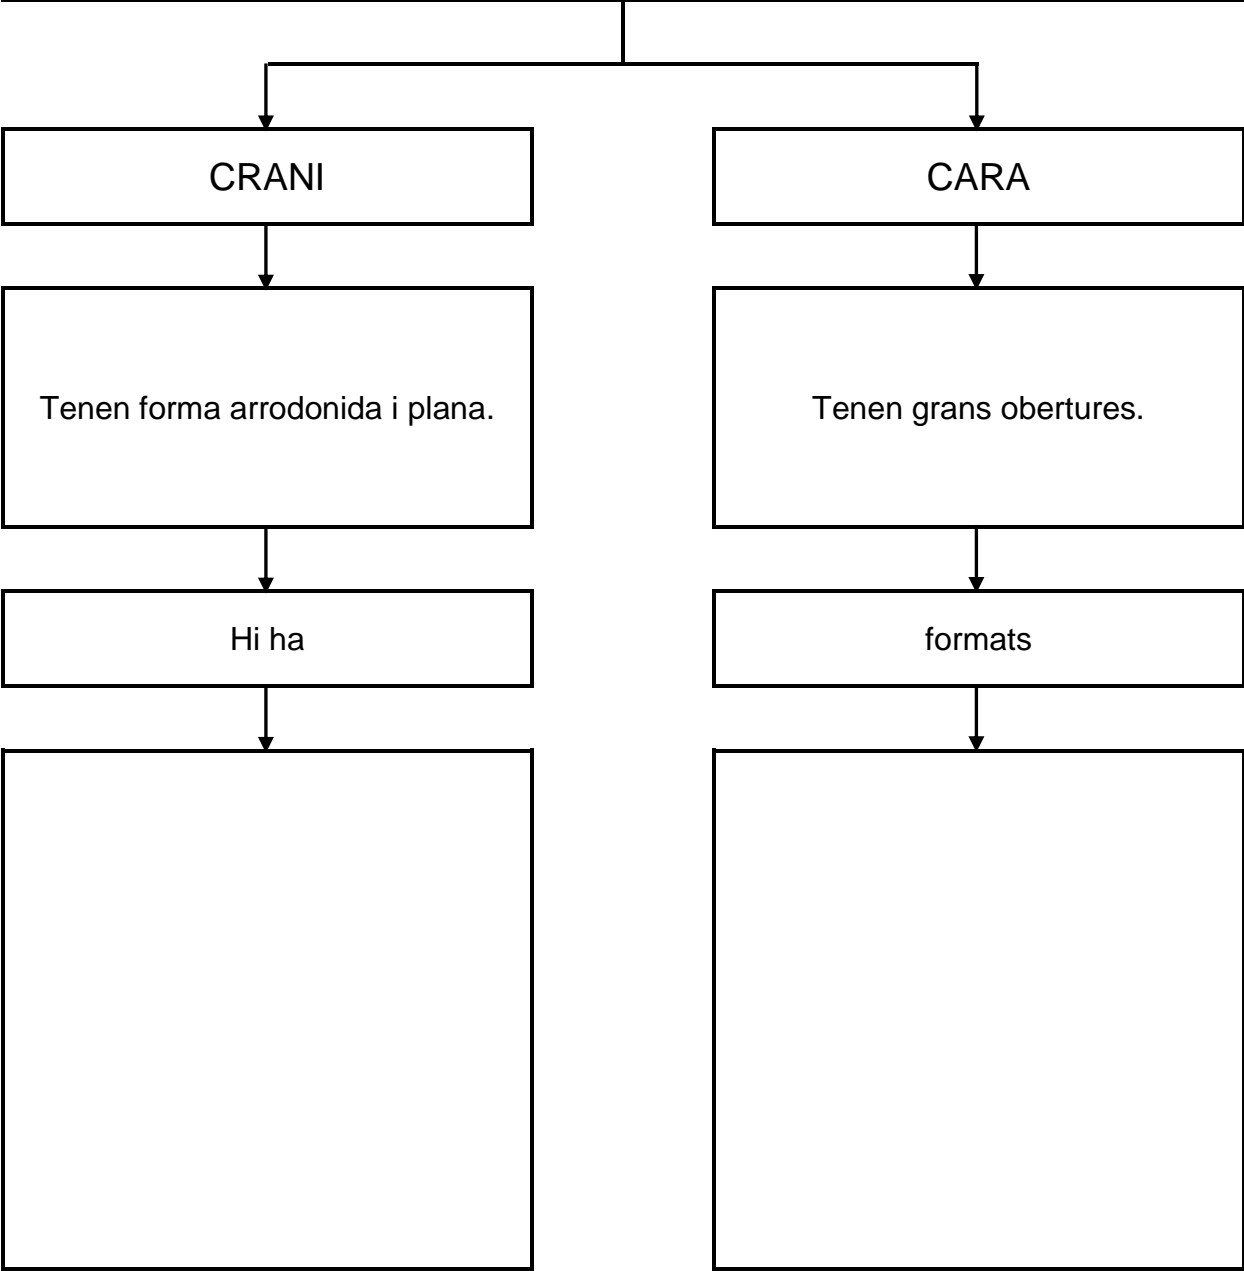 CRANI
CARA
Tenen forma arrodonida i plana.
Tenen grans obertures.
Hi ha
formats